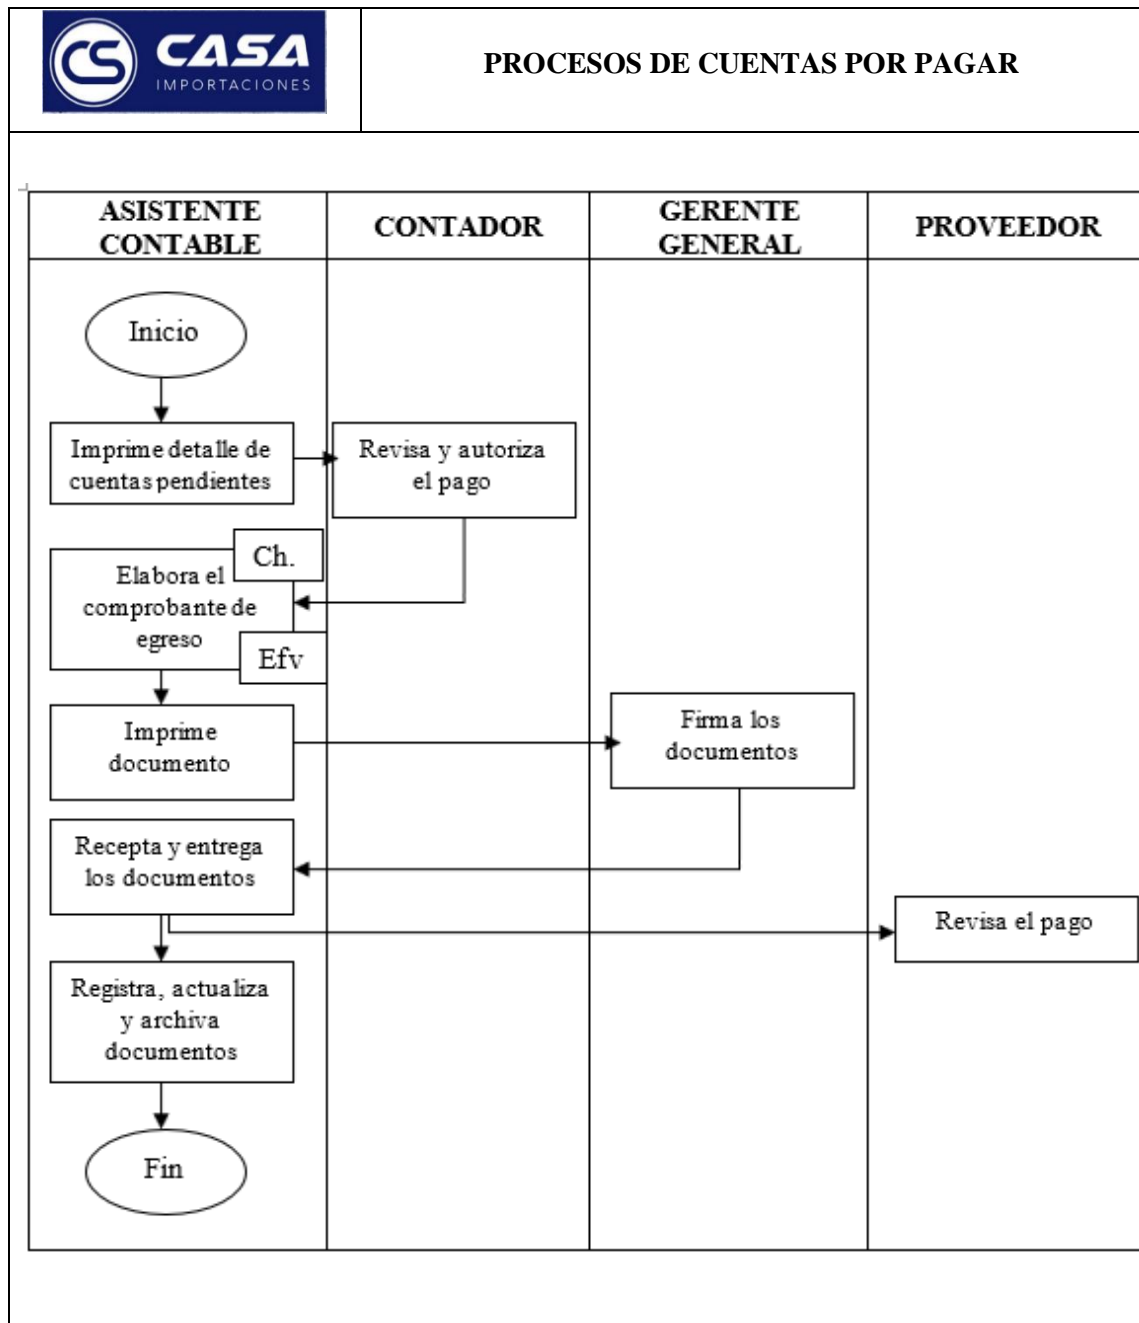 CS CASA
IMPORTACIONES
PROCESOS DE CUENTAS POR PAGAR
ASISTENTE
CONTABLE
CONTADOR
GERENTE
GENERAL
PROVEEDOR
Inicio
Imprime detalle de
cuentas pendientes
Revisa y autoriza
el pago
Ch.
Elabora el
comprobante de
egreso
Efv
Imprime
documento
Firma los
documentos
Recepta y entrega
los documentos
Revisa el pago
Registra, actualiza
y archiva
documentos
Fin